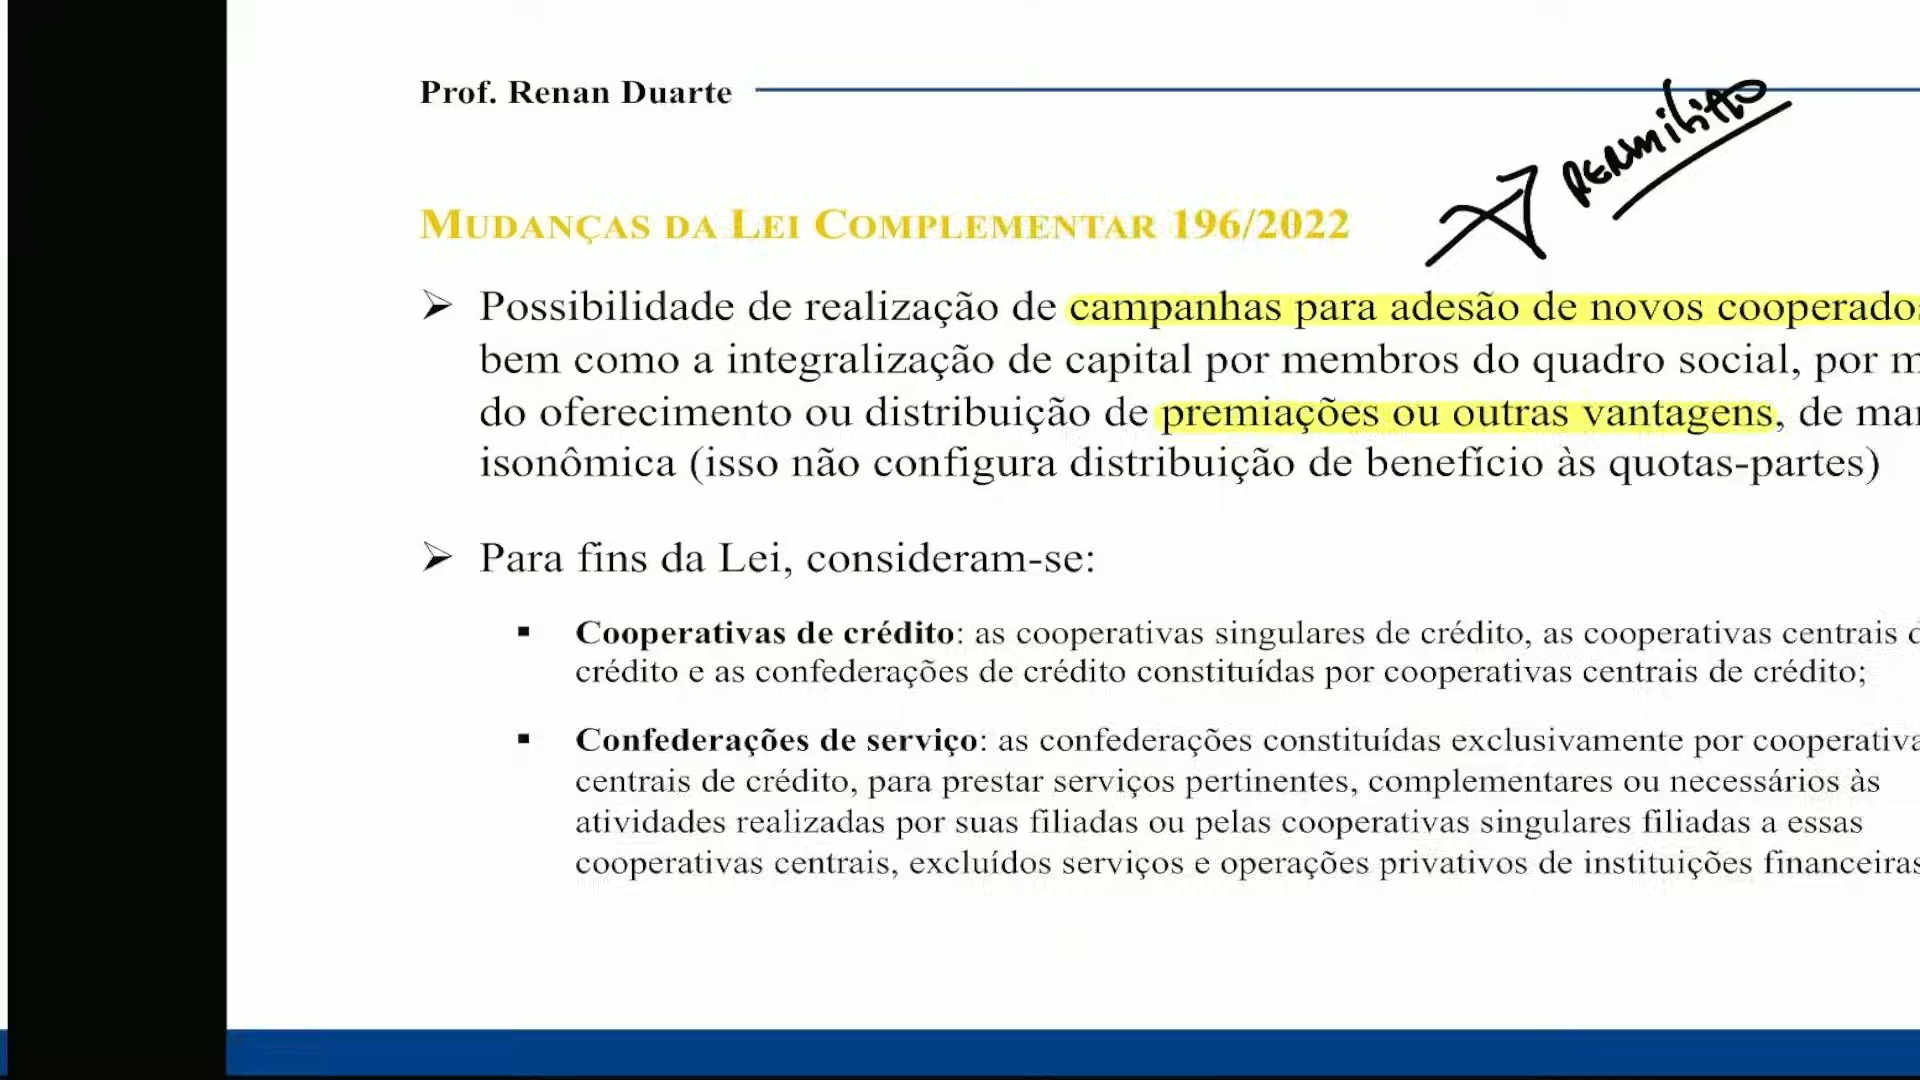 Prof. Renan Duarte
PERMITIDO
MUDANÇAS DA LEI COMPLEMENTAR 196/2022
➢ Possibilidade de realização de campanhas para adesão de novos cooperado
bem como a integralização de capital por membros do quadro social, por m
do oferecimento ou distribuição de premiações ou outras vantagens, de
isonômica (isso não configura distribuição de benefício às quotas-partes)
➢ Para fins da Lei, consideram-se:
▪ Cooperativas de crédito: as cooperativas singulares de crédito, as cooperativas centrais d
crédito e as confederações de crédito constituídas por cooperativas centrais de crédito;
▪ Confederações de serviço: as confederações constituídas exclusivamente por cooperativa
centrais de crédito, para prestar serviços pertinentes, complementares ou necessários às
atividades realizadas por suas filiadas ou pelas cooperativas singulares filiadas a essas
cooperativas centrais, excluídos serviços e operações privativos de instituições financeiras